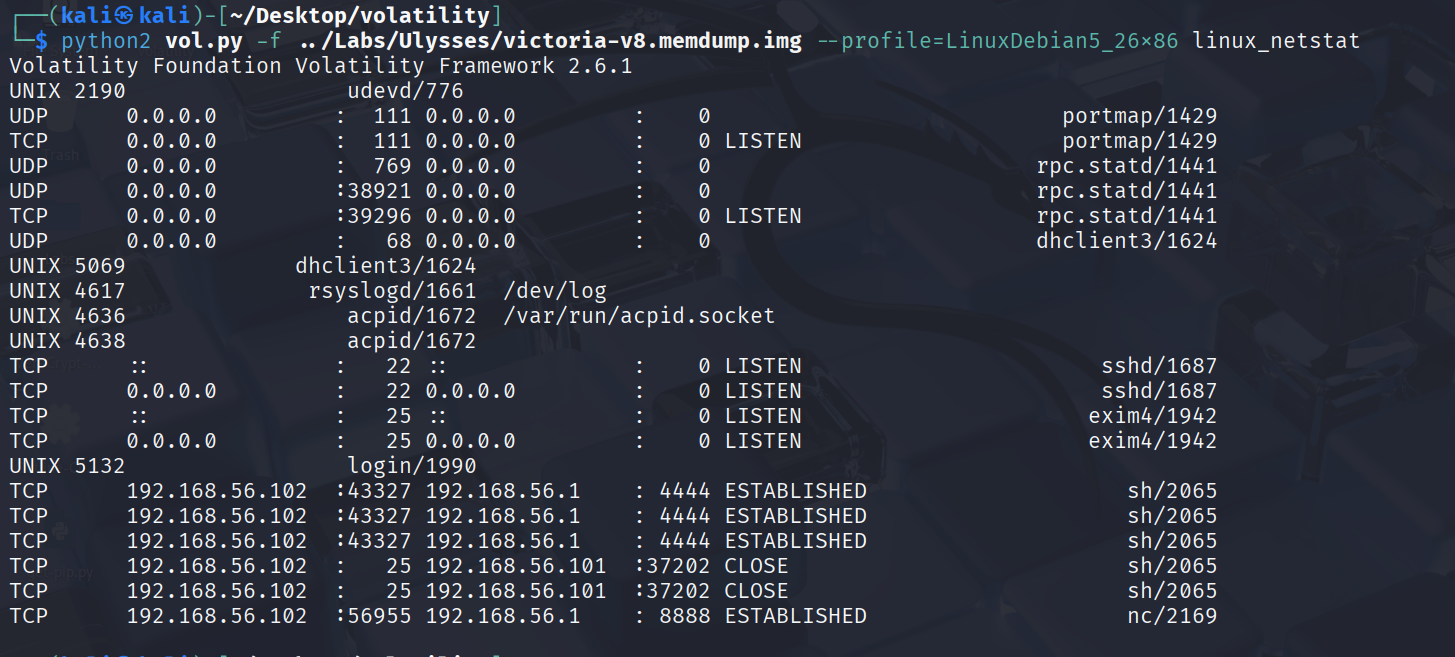 ┌──(kali㉿kali)-[~/Desktop/volatility]
└─$ python2 vol.py -f ../Labs/Ulysses/victoria-v8.memdump.img --profile=LinuxDebian5_26×86 linux_netstat
Volatility Foundation Volatility Framework 2.6.1
UNIX 2190                 udevd/776
UDP      0.0.0.0         :  111 0.0.0.0         :    0                           portmap/1429
TCP      0.0.0.0         :  111 0.0.0.0         :    0 LISTEN                    portmap/1429
UDP      0.0.0.0         :  769 0.0.0.0         :    0                         rpc.statd/1441
UDP      0.0.0.0         :38921 0.0.0.0         :    0                         rpc.statd/1441
TCP      0.0.0.0         :39296 0.0.0.0         :    0 LISTEN                  rpc.statd/1441
UDP      0.0.0.0         :   68 0.0.0.0         :    0                         dhclient3/1624
UNIX 5069             dhclient3/1624
UNIX 4617              rsyslogd/1661  /dev/log
UNIX 4636                 acpid/1672  /var/run/acpid.socket
UNIX 4638                 acpid/1672
TCP      ::              :   22 ::              :    0 LISTEN                       sshd/1687
TCP      0.0.0.0         :   22 0.0.0.0         :    0 LISTEN                       sshd/1687
TCP      ::              :   25 ::              :    0 LISTEN                      exim4/1942
TCP      0.0.0.0         :   25 0.0.0.0         :    0 LISTEN                      exim4/1942
UNIX 5132                 login/1990
TCP      192.168.56.102  :43327 192.168.56.1    : 4444 ESTABLISHED                    sh/2065
TCP      192.168.56.102  :43327 192.168.56.1    : 4444 ESTABLISHED                    sh/2065
TCP      192.168.56.102  :43327 192.168.56.1    : 4444 ESTABLISHED                    sh/2065
TCP      192.168.56.102  :   25 192.168.56.101  :37202 CLOSE                          sh/2065
TCP      192.168.56.102  :   25 192.168.56.101  :37202 CLOSE                          sh/2065
TCP      192.168.56.102  :56955 192.168.56.1    : 8888 ESTABLISHED                    nc/2169